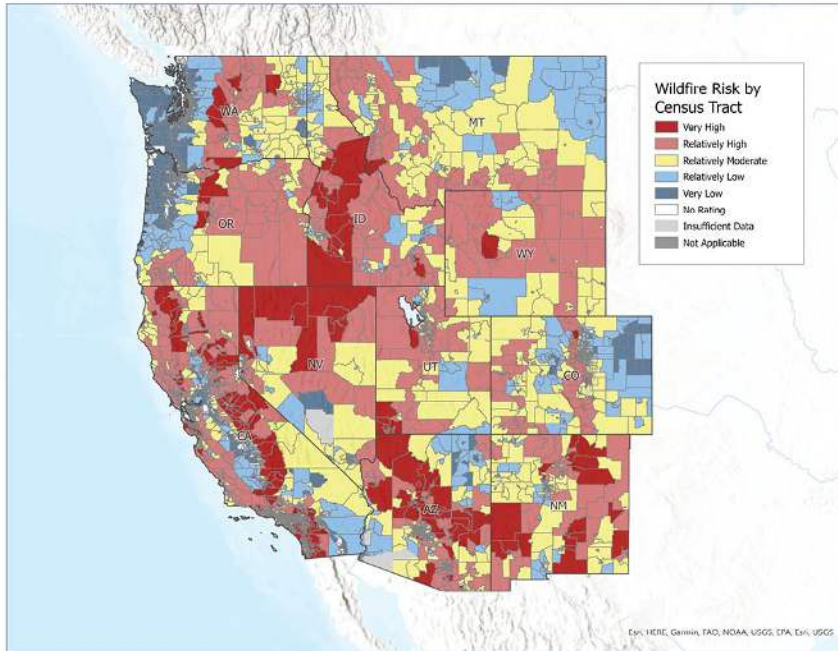 Wildfire Risk by
Census Tract
Very High
Relatively High
Relatively Moderate
Relatively Low
Very Low
No Rating
Insufficient Data
Not Applicable
WA
MT
OR
ID
WY
NV
UT
CO
CA
AZ
NM
Esri, HERE, Garmin, FAO, NOAA, USGS, EPA, Esri, USGS